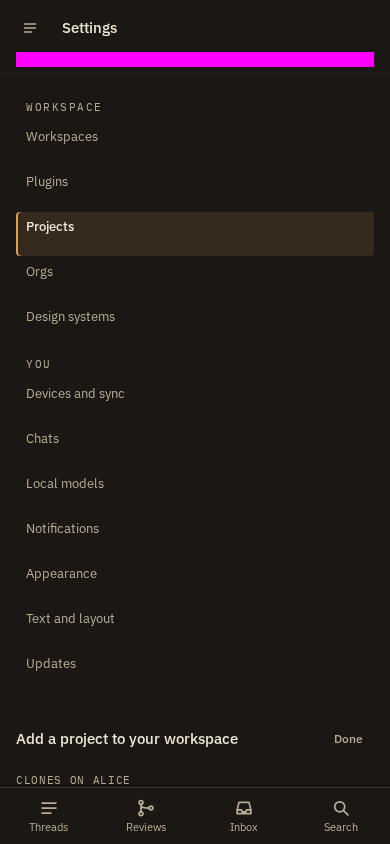 Settings
WORKSPACE
Workspaces
Plugins
Projects
Orgs
Design systems
YOU
Devices and sync
Chats
Local models
Notifications
Appearance
Text and layout
Updates
Add a project to your workspace
Done
CLONES ON ALICE
Threads
Reviews
Inbox
Search